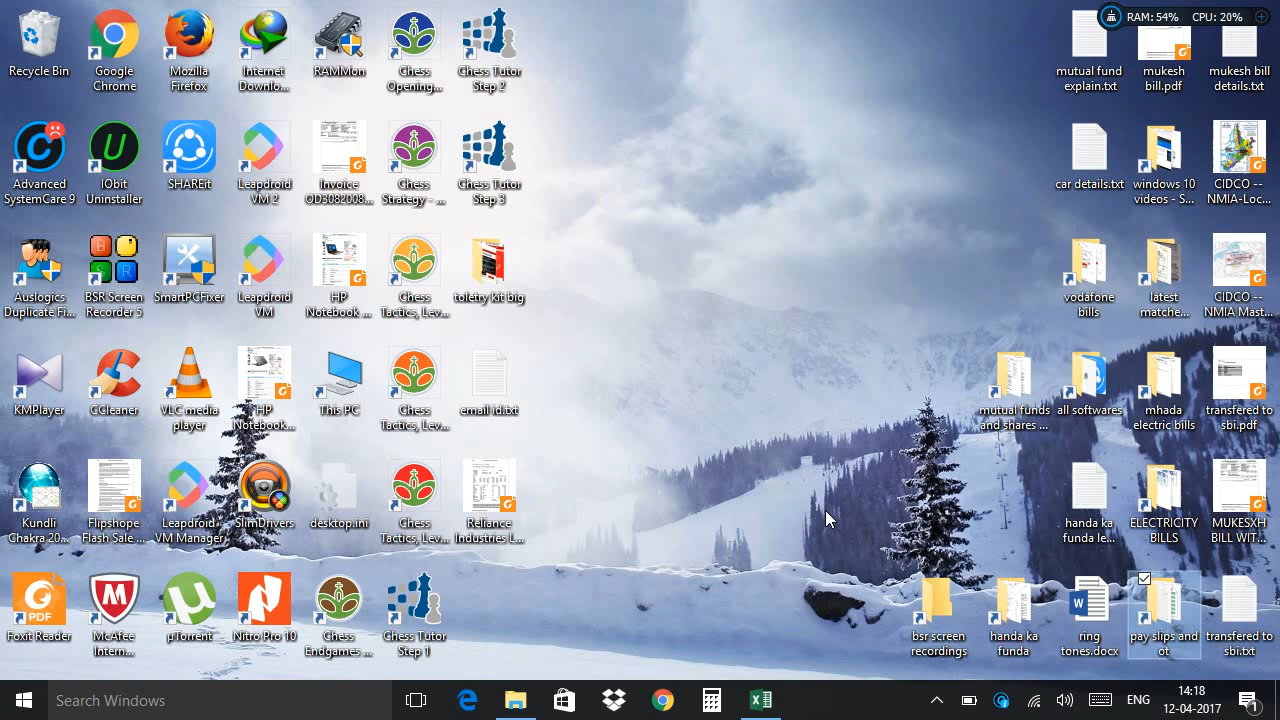 RAM: 54% CPU: 20%
Recycle Bin
Google
Chrome
Mozilla
Firefox
Internet
Downlo...
RAMMon
Chess
Opening...
Chess Tutor
Step 2
mutual fund
explain.txt
mukesh
bill.pdf
mukesh bill
details.txt
Advanced
SystemCare 9
IObit
Uninstaller
SHAREit
Leapdroid
VM 2
Invoice
OD3082008...
Chess
Strategy - ...
Chess Tutor
Step 3
car details.txt
windows 10
videos - S...
CIDCO --
NMIA-Loc...
Auslogics
Duplicate Fi...
BSR Screen
Recorder 5
SmartPCFixer
Leapdroid
VM
HP
Notebook ...
Chess
Tactics, Lev...
toletry kit big
vodafone
bills
latest
matche...
CIDCO --
NMIA Mast...
KMPlayer
CCleaner
VLC media
player
HP
Notebook...
This PC
Chess
Tactics, Lev...
email id.txt
mutual funds
and shares ...
all softwares
mhada
electric bills
transfered to
sbi.pdf
Kundli
Chakra 20...
Flipshope
Flash Sale ...
Leapdroid
VM Manager
SlimDrivers
desktop.ini
Chess
Tactics, Lev...
Reliance
Industries L...
handa ka
funda le...
ELECTRICITY
BILLS
MUKESXH
BILL WIT...
PDF
Foxit Reader
McAfee
Intern...
µTorrent
Nitro Pro 10
Chess
Endgames ...
Chess Tutor
Step 1
bsr screen
recordings
handa ka
funda
ring
tones.docx
pay slips and
ot
transfered to
sbi.txt
Search Windows
ENG
14:18
12-04-2017
1